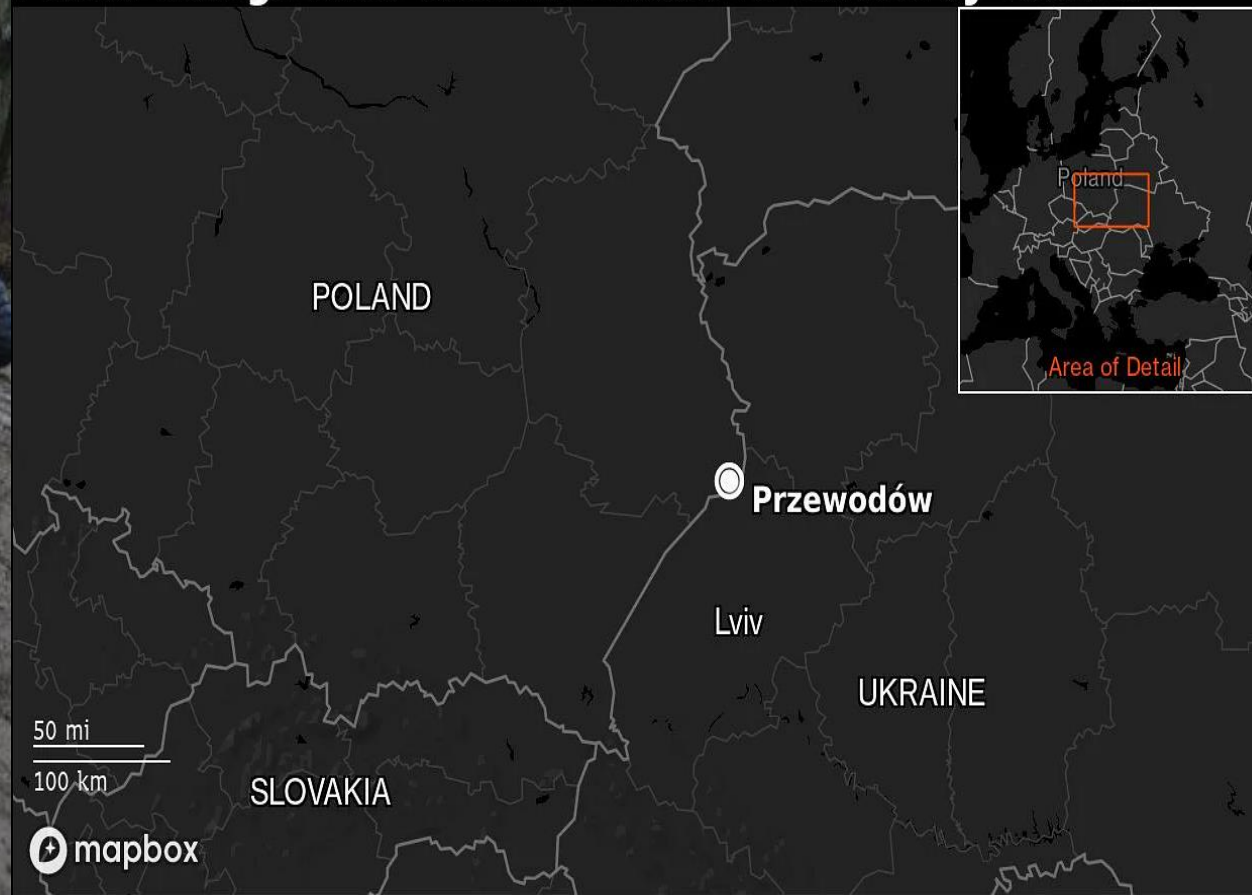 POLAND
Przewodów
Lviv
UKRAINE
SLOVAKIA
50 mi
100 km
mapbox
Poland
Area of Detail